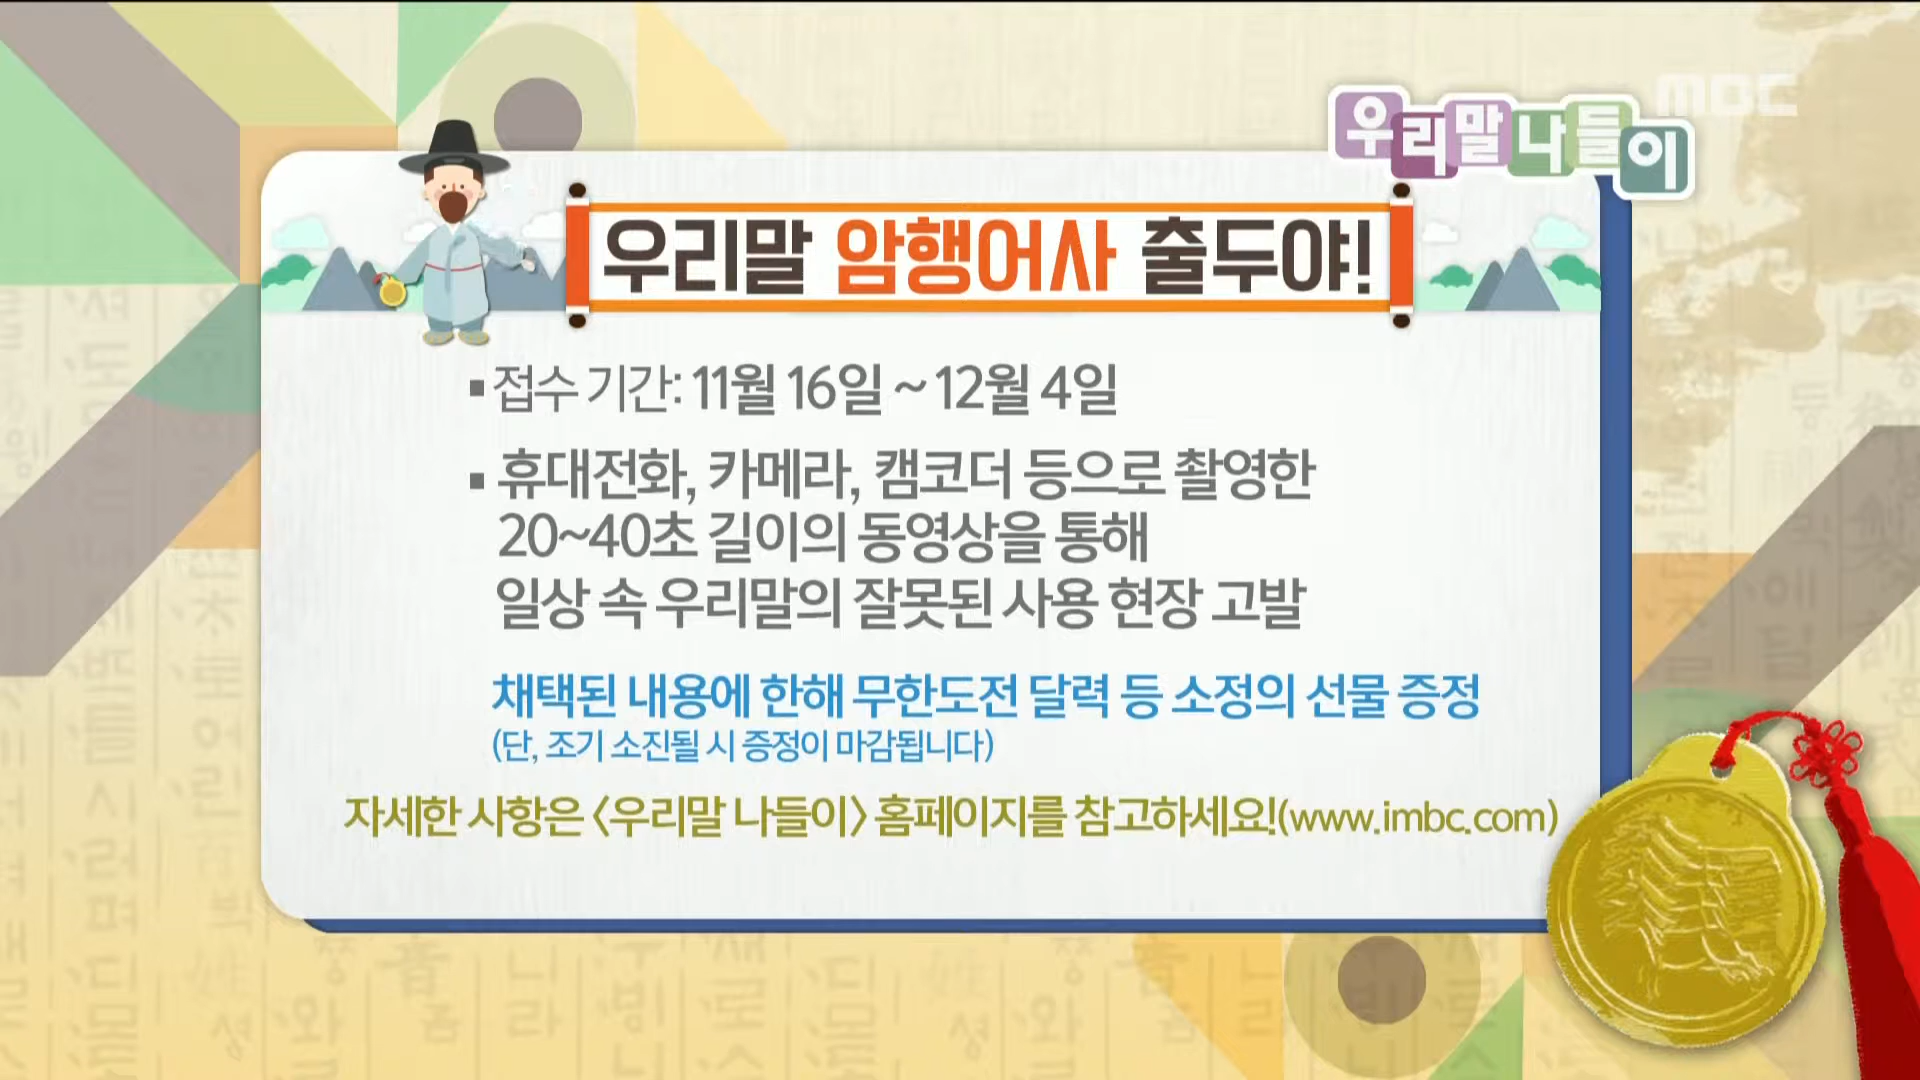 MBC
우리말 나들이
우리말 암행어사 출두야!
▪ 접수 기간: 11월 16일 ~ 12월 4일
▪ 휴대전화, 카메라, 캠코더 등으로 촬영한
20~40초 길이의 동영상을 통해
일상 속 우리말의 잘못된 사용 현장 고발
채택된 내용에 한해 무한도전 달력 등 소정의 선물 증정
(단, 조기 소진될 시 증정이 마감됩니다)
자세한 사항은 <우리말 나들이> 홈페이지를 참고하세요!(www.imbc.com)